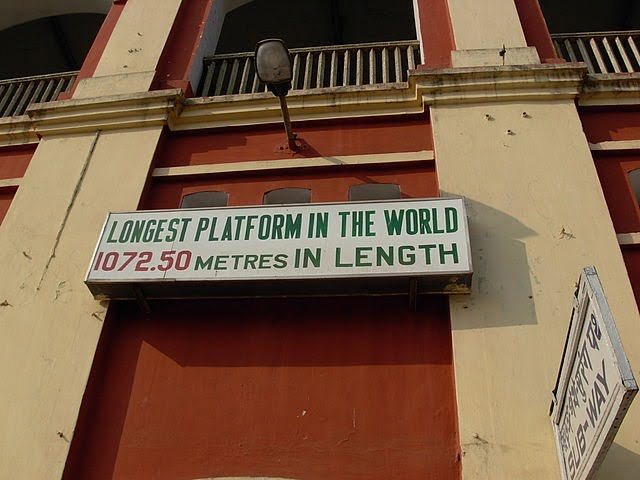 LONGEST PLATFORM IN THE WORLD
1072.50 METRES IN LENGTH
SUB-WAY